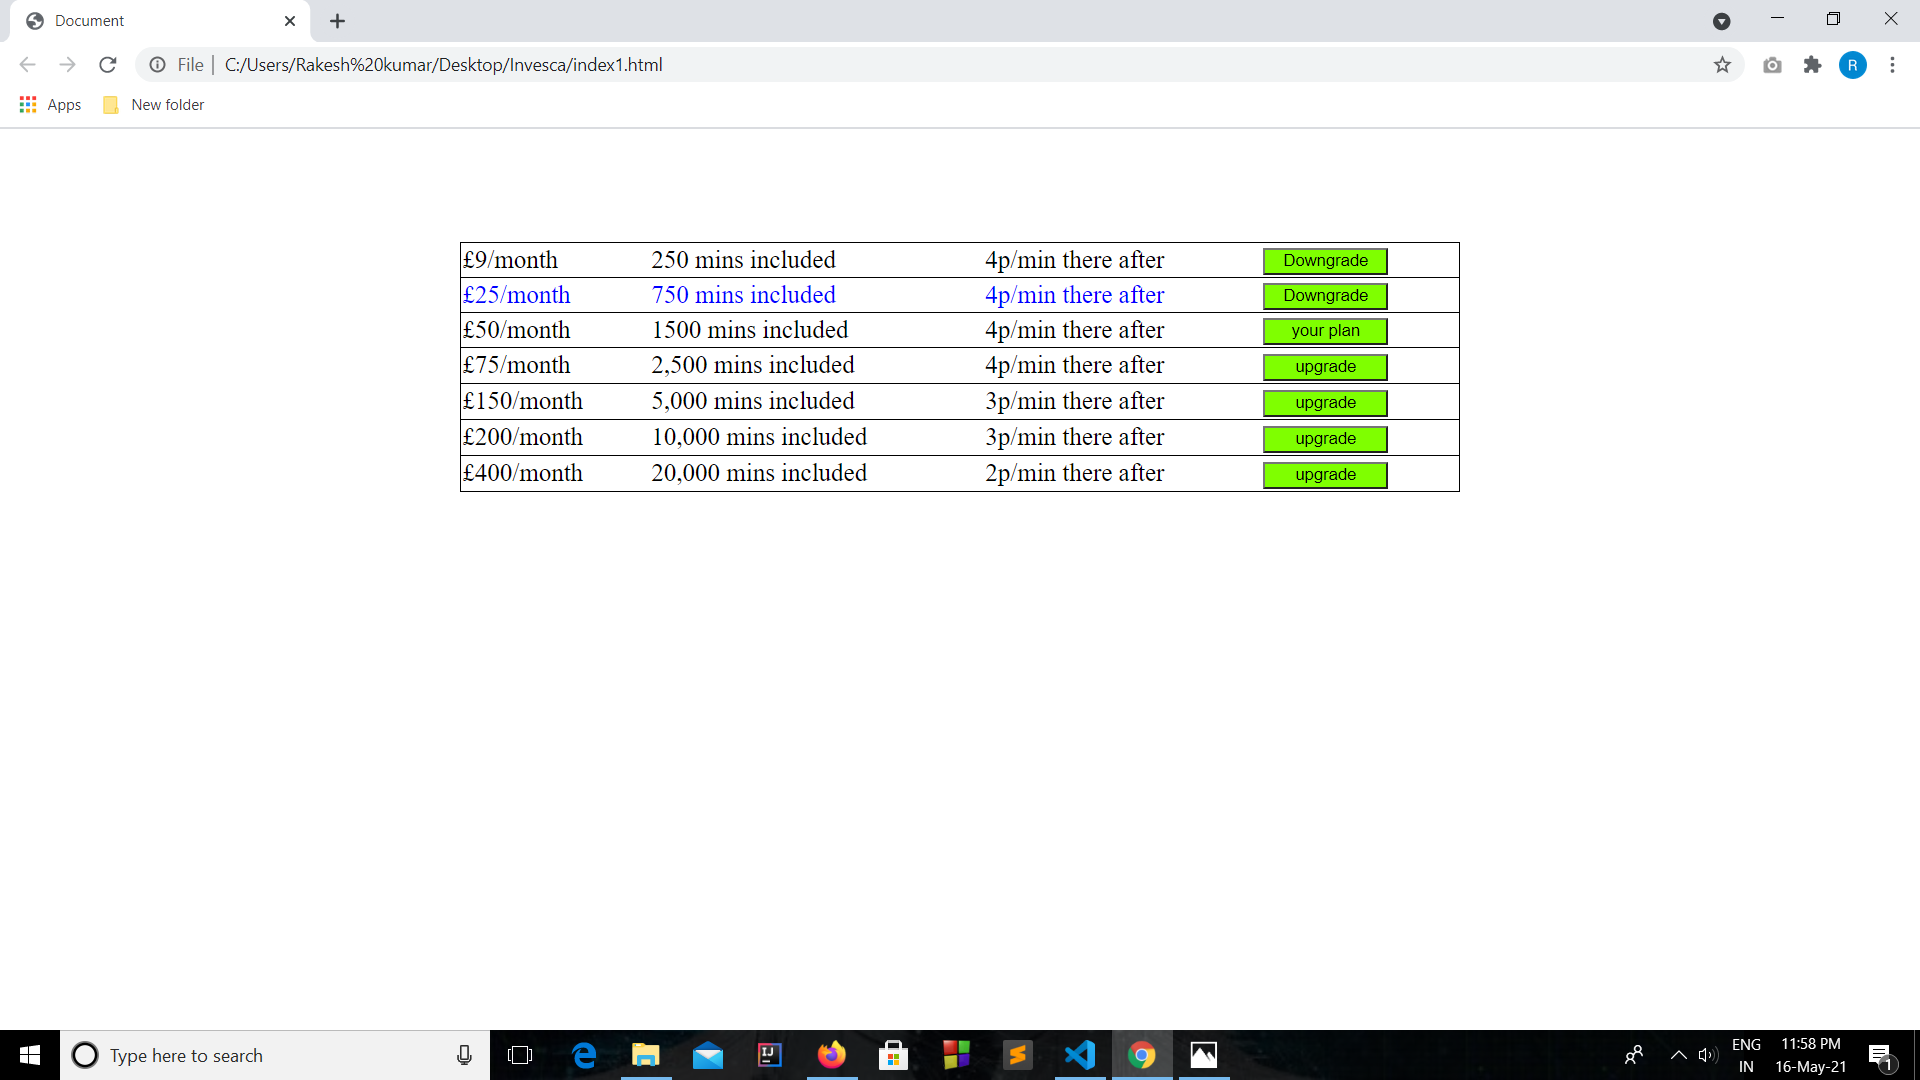 Document
File | C:/Users/Rakesh%20kumar/Desktop/Invesca/index1.html
R
Apps New folder
£9/month 250 mins included 4p/min there after Downgrade
£25/month 750 mins included 4p/min there after Downgrade
£50/month 1500 mins included 4p/min there after your plan
£75/month 2,500 mins included 4p/min there after upgrade
£150/month 5,000 mins included 3p/min there after upgrade
£200/month 10,000 mins included 3p/min there after upgrade
£400/month 20,000 mins included 2p/min there after upgrade
Type here to search
IJ
ENG 11:58 PM
IN 16-May-21
1